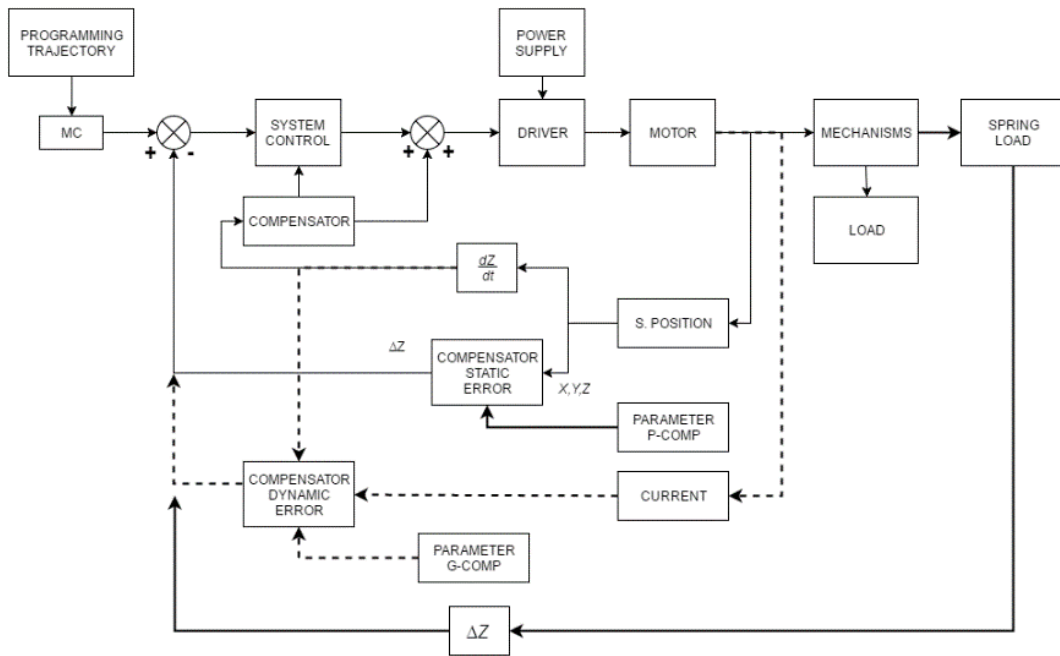 PROGRAMMING
TRAJECTORY
POWER
SUPPLY
MC
+
-
SYSTEM
CONTROL
+
+
DRIVER
MOTOR
MECHANISMS
SPRING
LOAD
COMPENSATOR
LOAD
dZ
dt
S. POSITION
ΔZ
COMPENSATOR
STATIC
ERROR
X,Y,Z
PARAMETER
P-COMP
COMPENSATOR
DYNAMIC
ERROR
CURRENT
PARAMETER
G-COMP
ΔZ